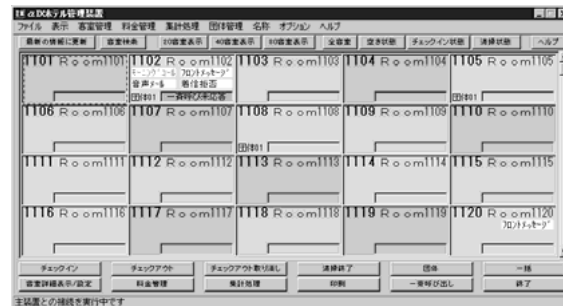 αIXホテル管理装置
ファイル 表示 客室管理 料金管理 集計処理 団体管理 名称 オプション ヘルプ
最新の情報に更新 客室検索 20客室表示 40客室表示 80客室表示 全客室 空き状態 チェックイン状態 清掃状態 ヘルプ
1101 Room1101 1102 Room1102 1103 Room1103 1104 Room1104 1105 Room1105
モーニングコール フロントメッセージ
音声メール 着信拒否
団体01 一斉呼び未応答 団体01
1106 Room1106 1107 Room1107 1108 Room1108 1109 Room1109 1110 Room1110
団体01
1111 Room1111 1112 Room1112 1113 Room1113 1114 Room1114 1115 Room1115
1116 Room1116 1117 Room1117 1118 Room1118 1119 Room1119 1120 Room1120
フロントメッセージ
チェックイン チェックアウト チェックアウト取り消し 清掃終了 団体 一括
客室詳細表示/設定 料金管理 集計処理 印刷 一斉呼び出し 終了
主装置との接続を実行中です